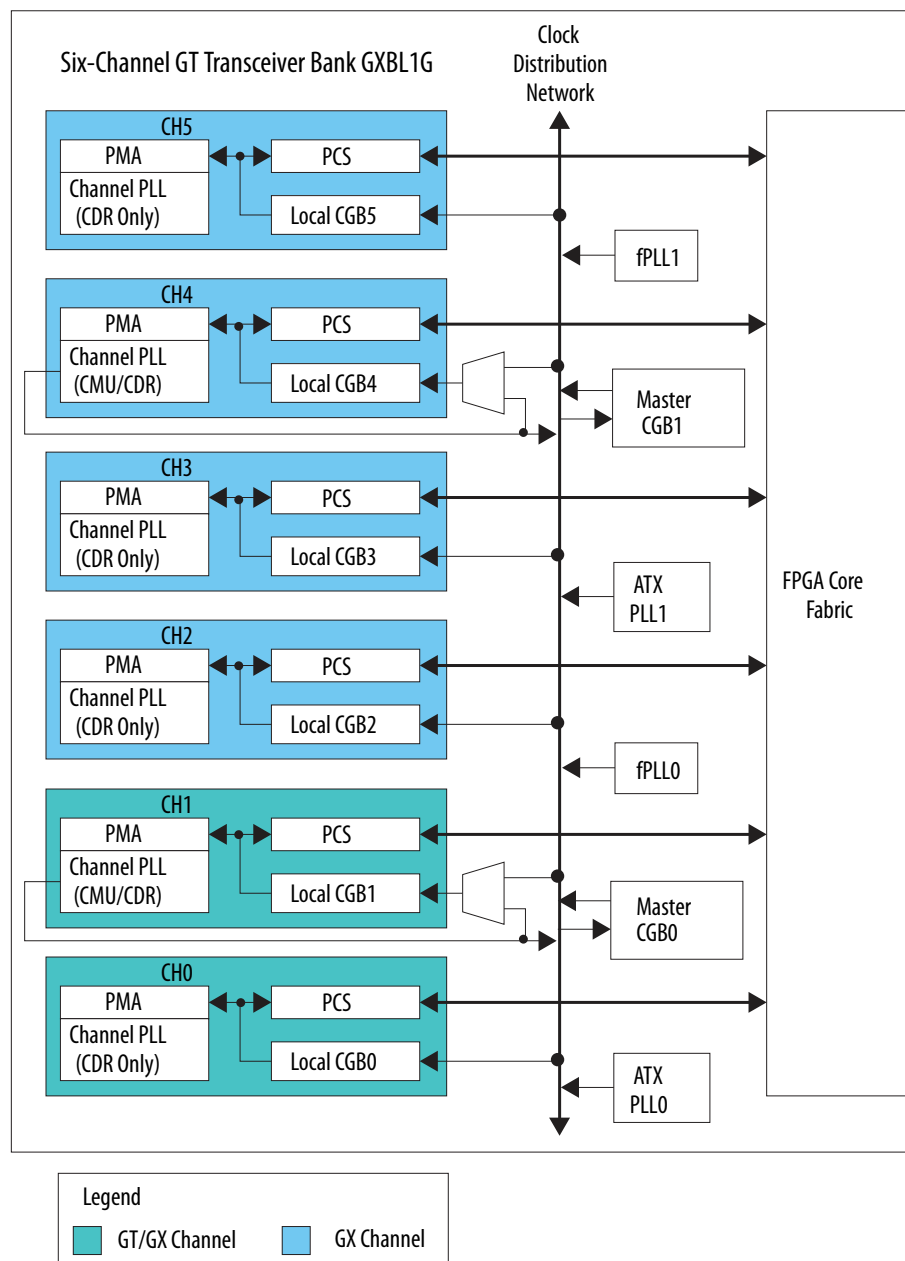 Six-Channel GT Transceiver Bank GXBL1G
Clock
Distribution
Network
CH5
PMA
Channel PLL
(CDR Only)
PCS
Local CGB5
fPLL1
CH4
PMA
Channel PLL
(CMU/CDR)
PCS
Local CGB4
Master
CGB1
CH3
PMA
Channel PLL
(CDR Only)
PCS
Local CGB3
ATX
PLL1
FPGA Core
Fabric
CH2
PMA
Channel PLL
(CDR Only)
PCS
Local CGB2
fPLL0
CH1
PMA
Channel PLL
(CMU/CDR)
PCS
Local CGB1
Master
CGB0
CH0
PMA
Channel PLL
(CDR Only)
PCS
Local CGB0
ATX
PLL0
Legend
GT/GX Channel
GX Channel